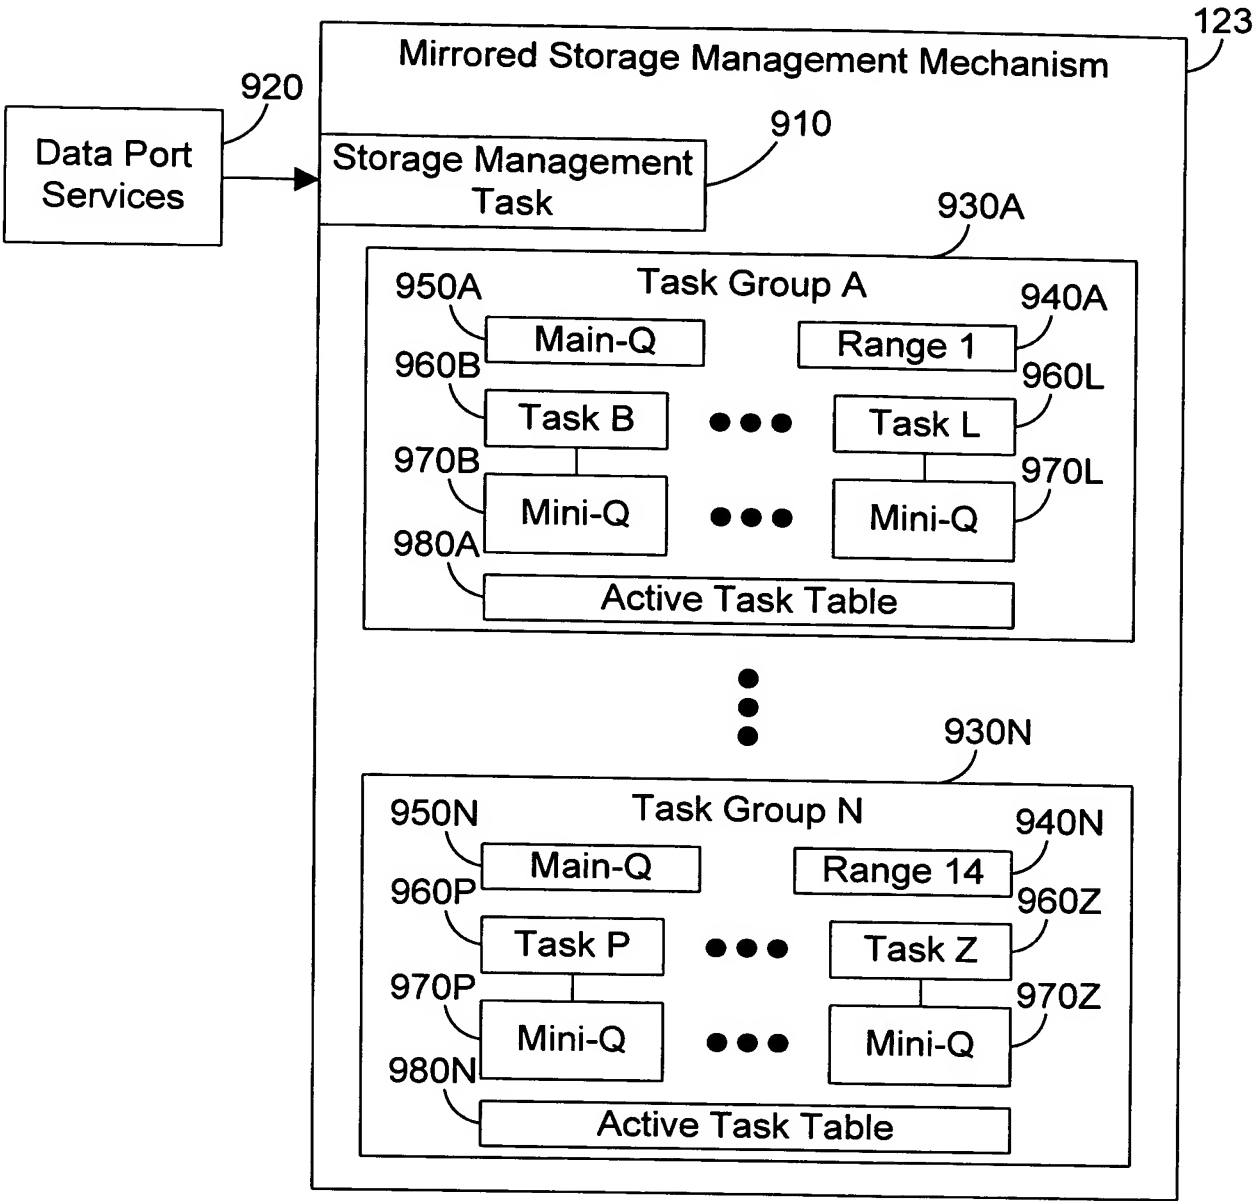 123
Mirrored Storage Management Mechanism
920
Data Port
Services
910
Storage Management
Task
930A
Task Group A
950A
940A
Main-Q
Range 1
960B
960L
Task B
Task L
970B
970L
Mini-Q
Mini-Q
980A
Active Task Table
930N
Task Group N
950N
940N
Main-Q
Range 14
960P
960Z
Task P
Task Z
970P
970Z
Mini-Q
Mini-Q
980N
Active Task Table